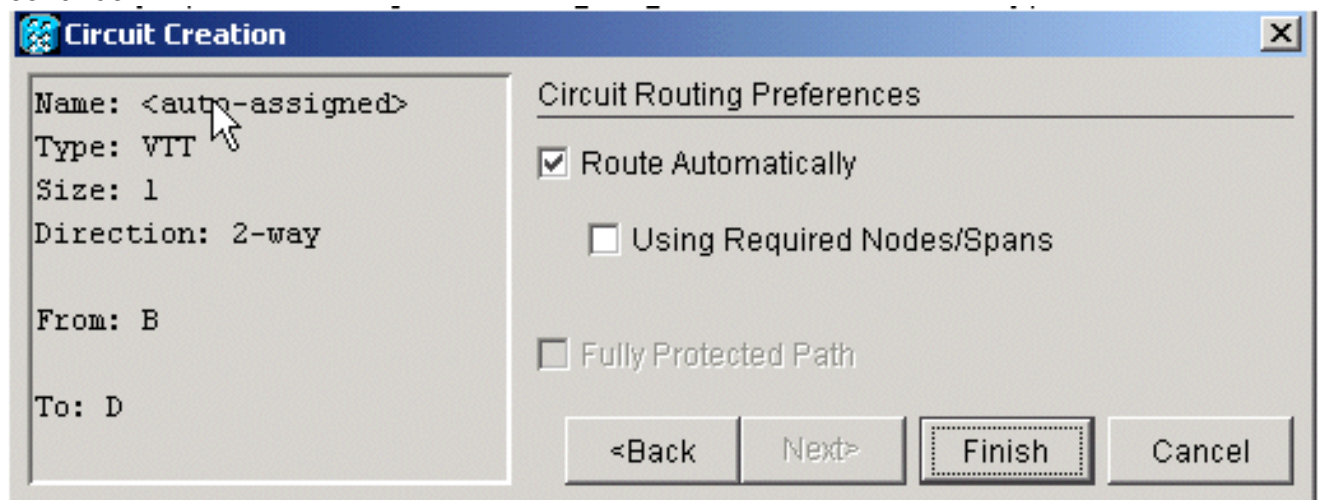 Circuit Creation
Name: <auto-assigned>
Type: VTT
Size: 1
Direction: 2-way
From: B
To: D
Circuit Routing Preferences
Route Automatically
Using Required Nodes/Spans
Fully Protected Path
<Back Next> Finish Cancel